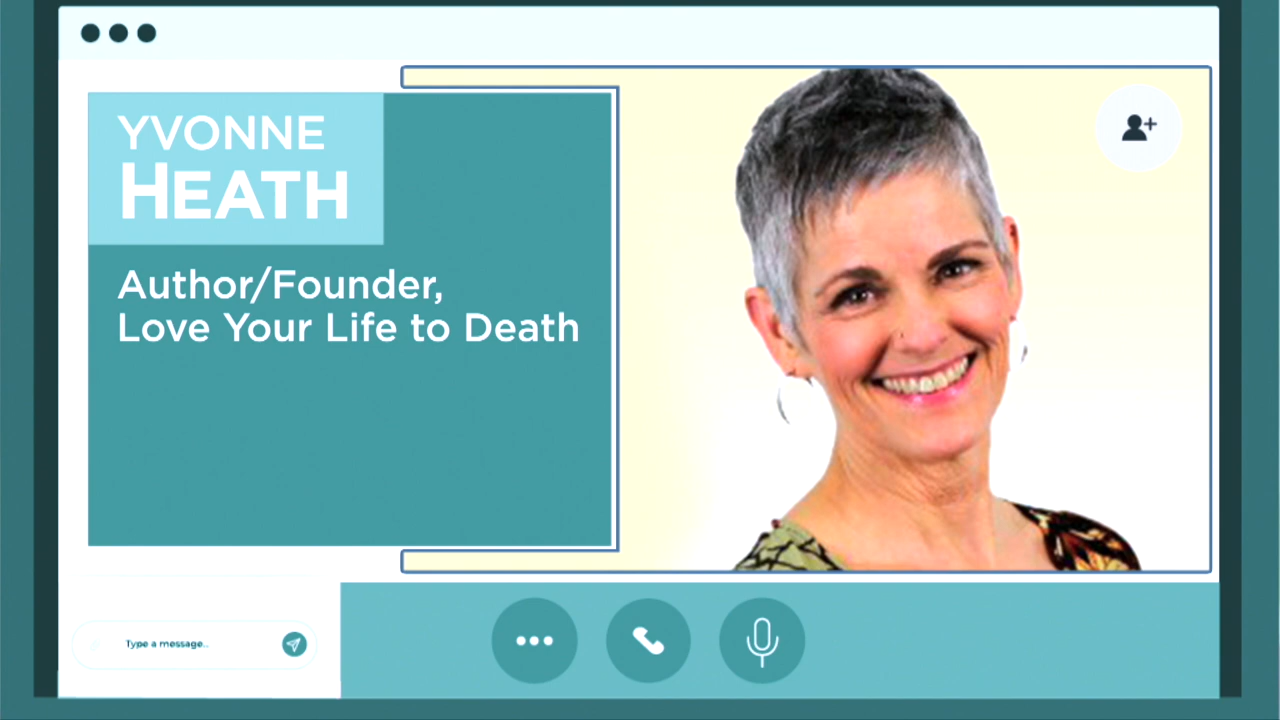 YVONNE
HEATH
Author/Founder,
Love Your Life to Death
Type a message..